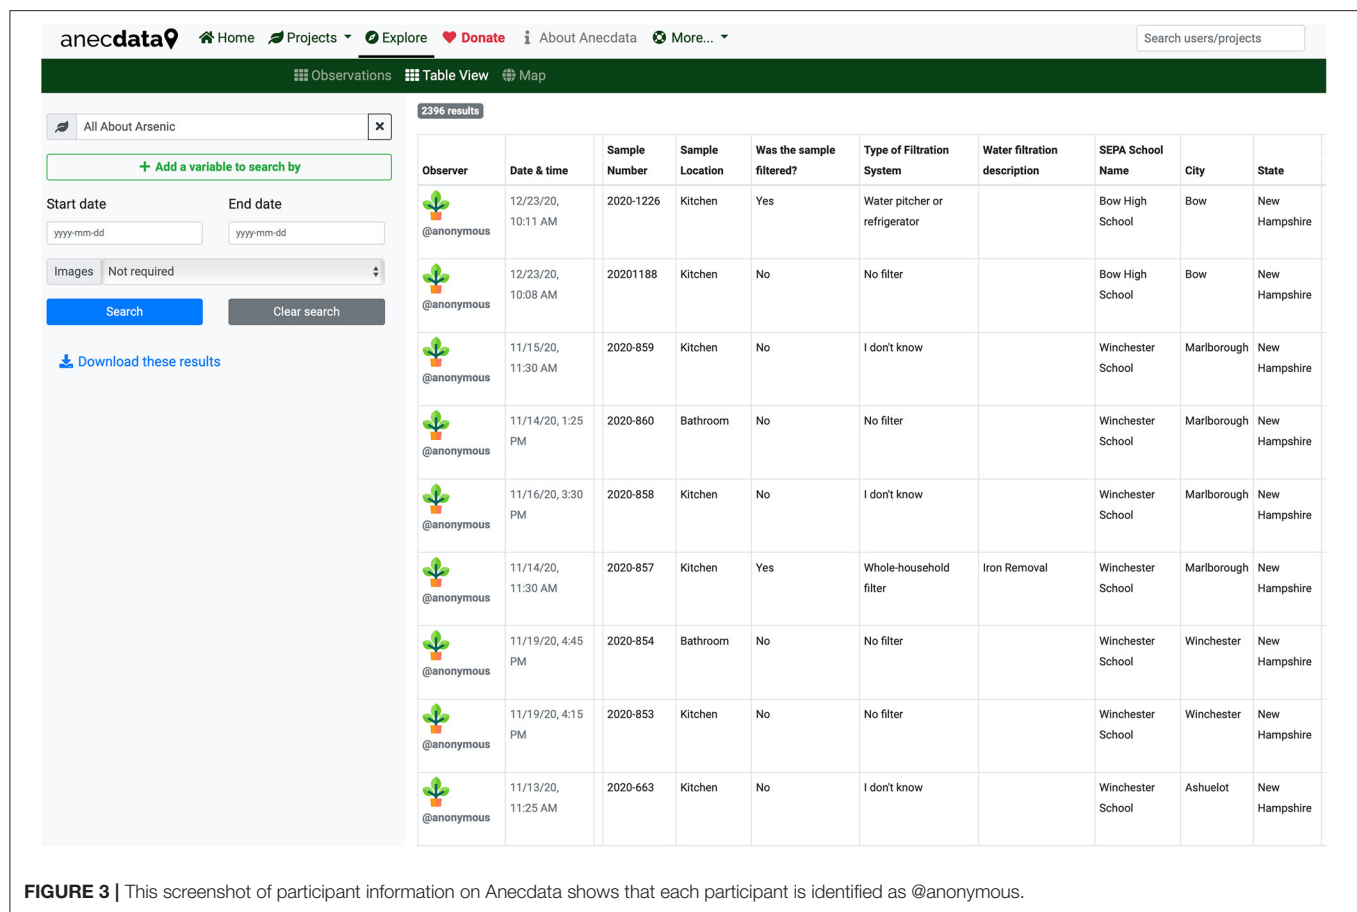 anecdata Home Projects Explore Donate About Anecdata More... Search users/projects
Observations Table View Map
All About Arsenic
+ Add a variable to search by
Start date End date
yyyy-mm-dd yyyy-mm-dd
Images Not required
Search Clear search
Download these results
2396 results
Observer Date & time Sample Number Sample Location Was the sample filtered? Type of Filtration System Water filtration description SEPA School Name City State
@anonymous 12/23/20, 10:11 AM 2020-1226 Kitchen Yes Water pitcher or refrigerator Bow High School Bow New Hampshire
@anonymous 12/23/20, 10:08 AM 20201188 Kitchen No No filter Bow High School Bow New Hampshire
@anonymous 11/15/20, 11:30 AM 2020-859 Kitchen No I don't know Winchester School Marlborough New Hampshire
@anonymous 11/14/20, 1:25 PM 2020-860 Bathroom No No filter Winchester School Marlborough New Hampshire
@anonymous 11/16/20, 3:30 PM 2020-858 Kitchen No I don't know Winchester School Marlborough New Hampshire
@anonymous 11/14/20, 11:30 AM 2020-857 Kitchen Yes Whole-household filter Iron Removal Winchester School Marlborough New Hampshire
@anonymous 11/19/20, 4:45 PM 2020-854 Bathroom No No filter Winchester School Winchester New Hampshire
@anonymous 11/19/20, 4:15 PM 2020-853 Kitchen No No filter Winchester School Winchester New Hampshire
@anonymous 11/13/20, 11:25 AM 2020-663 Kitchen No I don't know Winchester School Ashuelot New Hampshire
FIGURE 3 | This screenshot of participant information on Anecdata shows that each participant is identified as @anonymous.